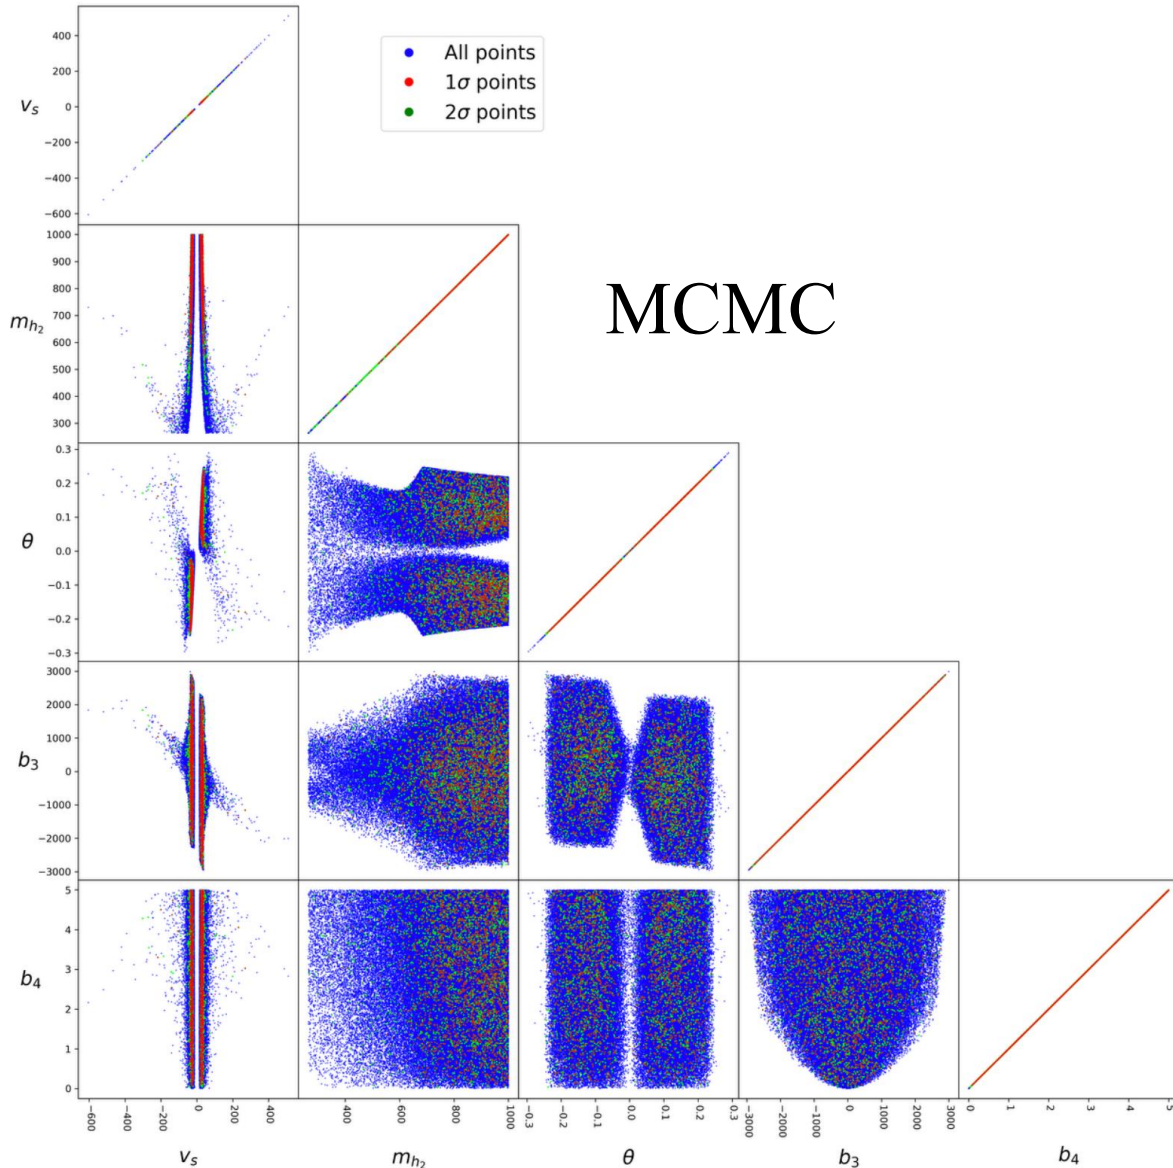 400
200
0
−200
−400
−600
v_s
All points
1σ points
2σ points
1000
900
800
700
600
500
400
300
m_{h_2}
MCMC
0.3
0.2
0.1
0.0
−0.1
−0.2
−0.3
θ
3000
2000
1000
0
−1000
−2000
−3000
b_3
5
4
3
2
1
0
b_4
−600 −400 −200 0 200 400
400 600 800 1000
−0.3 −0.2 −0.1 0.0 0.1 0.2 0.3
−3000 −2000 −1000 0 1000 2000 3000
0 1 2 3 4 5
v_s m_{h_2} θ b_3 b_4